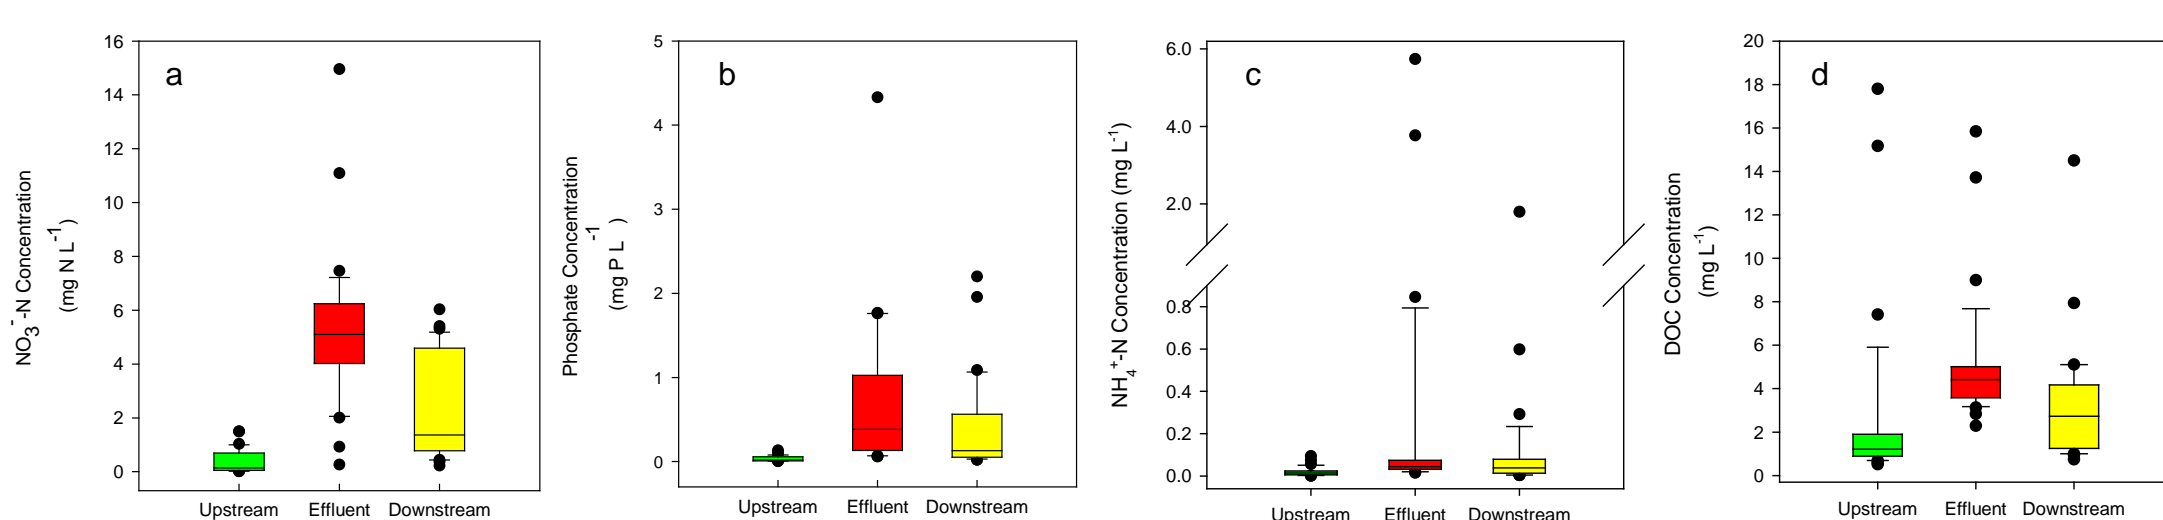 a
16
14
12
10
8
6
4
2
0
NO3--N Concentration
(mg N L-1)
Upstream Effluent Downstream
b
5
4
3
2
1
0
Phosphate Concentration
(mg P L-1)
Upstream Effluent Downstream
c
6.0
4.0
2.0
0.8
0.6
0.4
0.2
0.0
NH4+-N Concentration (mg L-1)
Upstream Effluent Downstream
d
20
18
16
14
12
10
8
6
4
2
0
DOC Concentration
(mg L-1)
Upstream Effluent Downstream